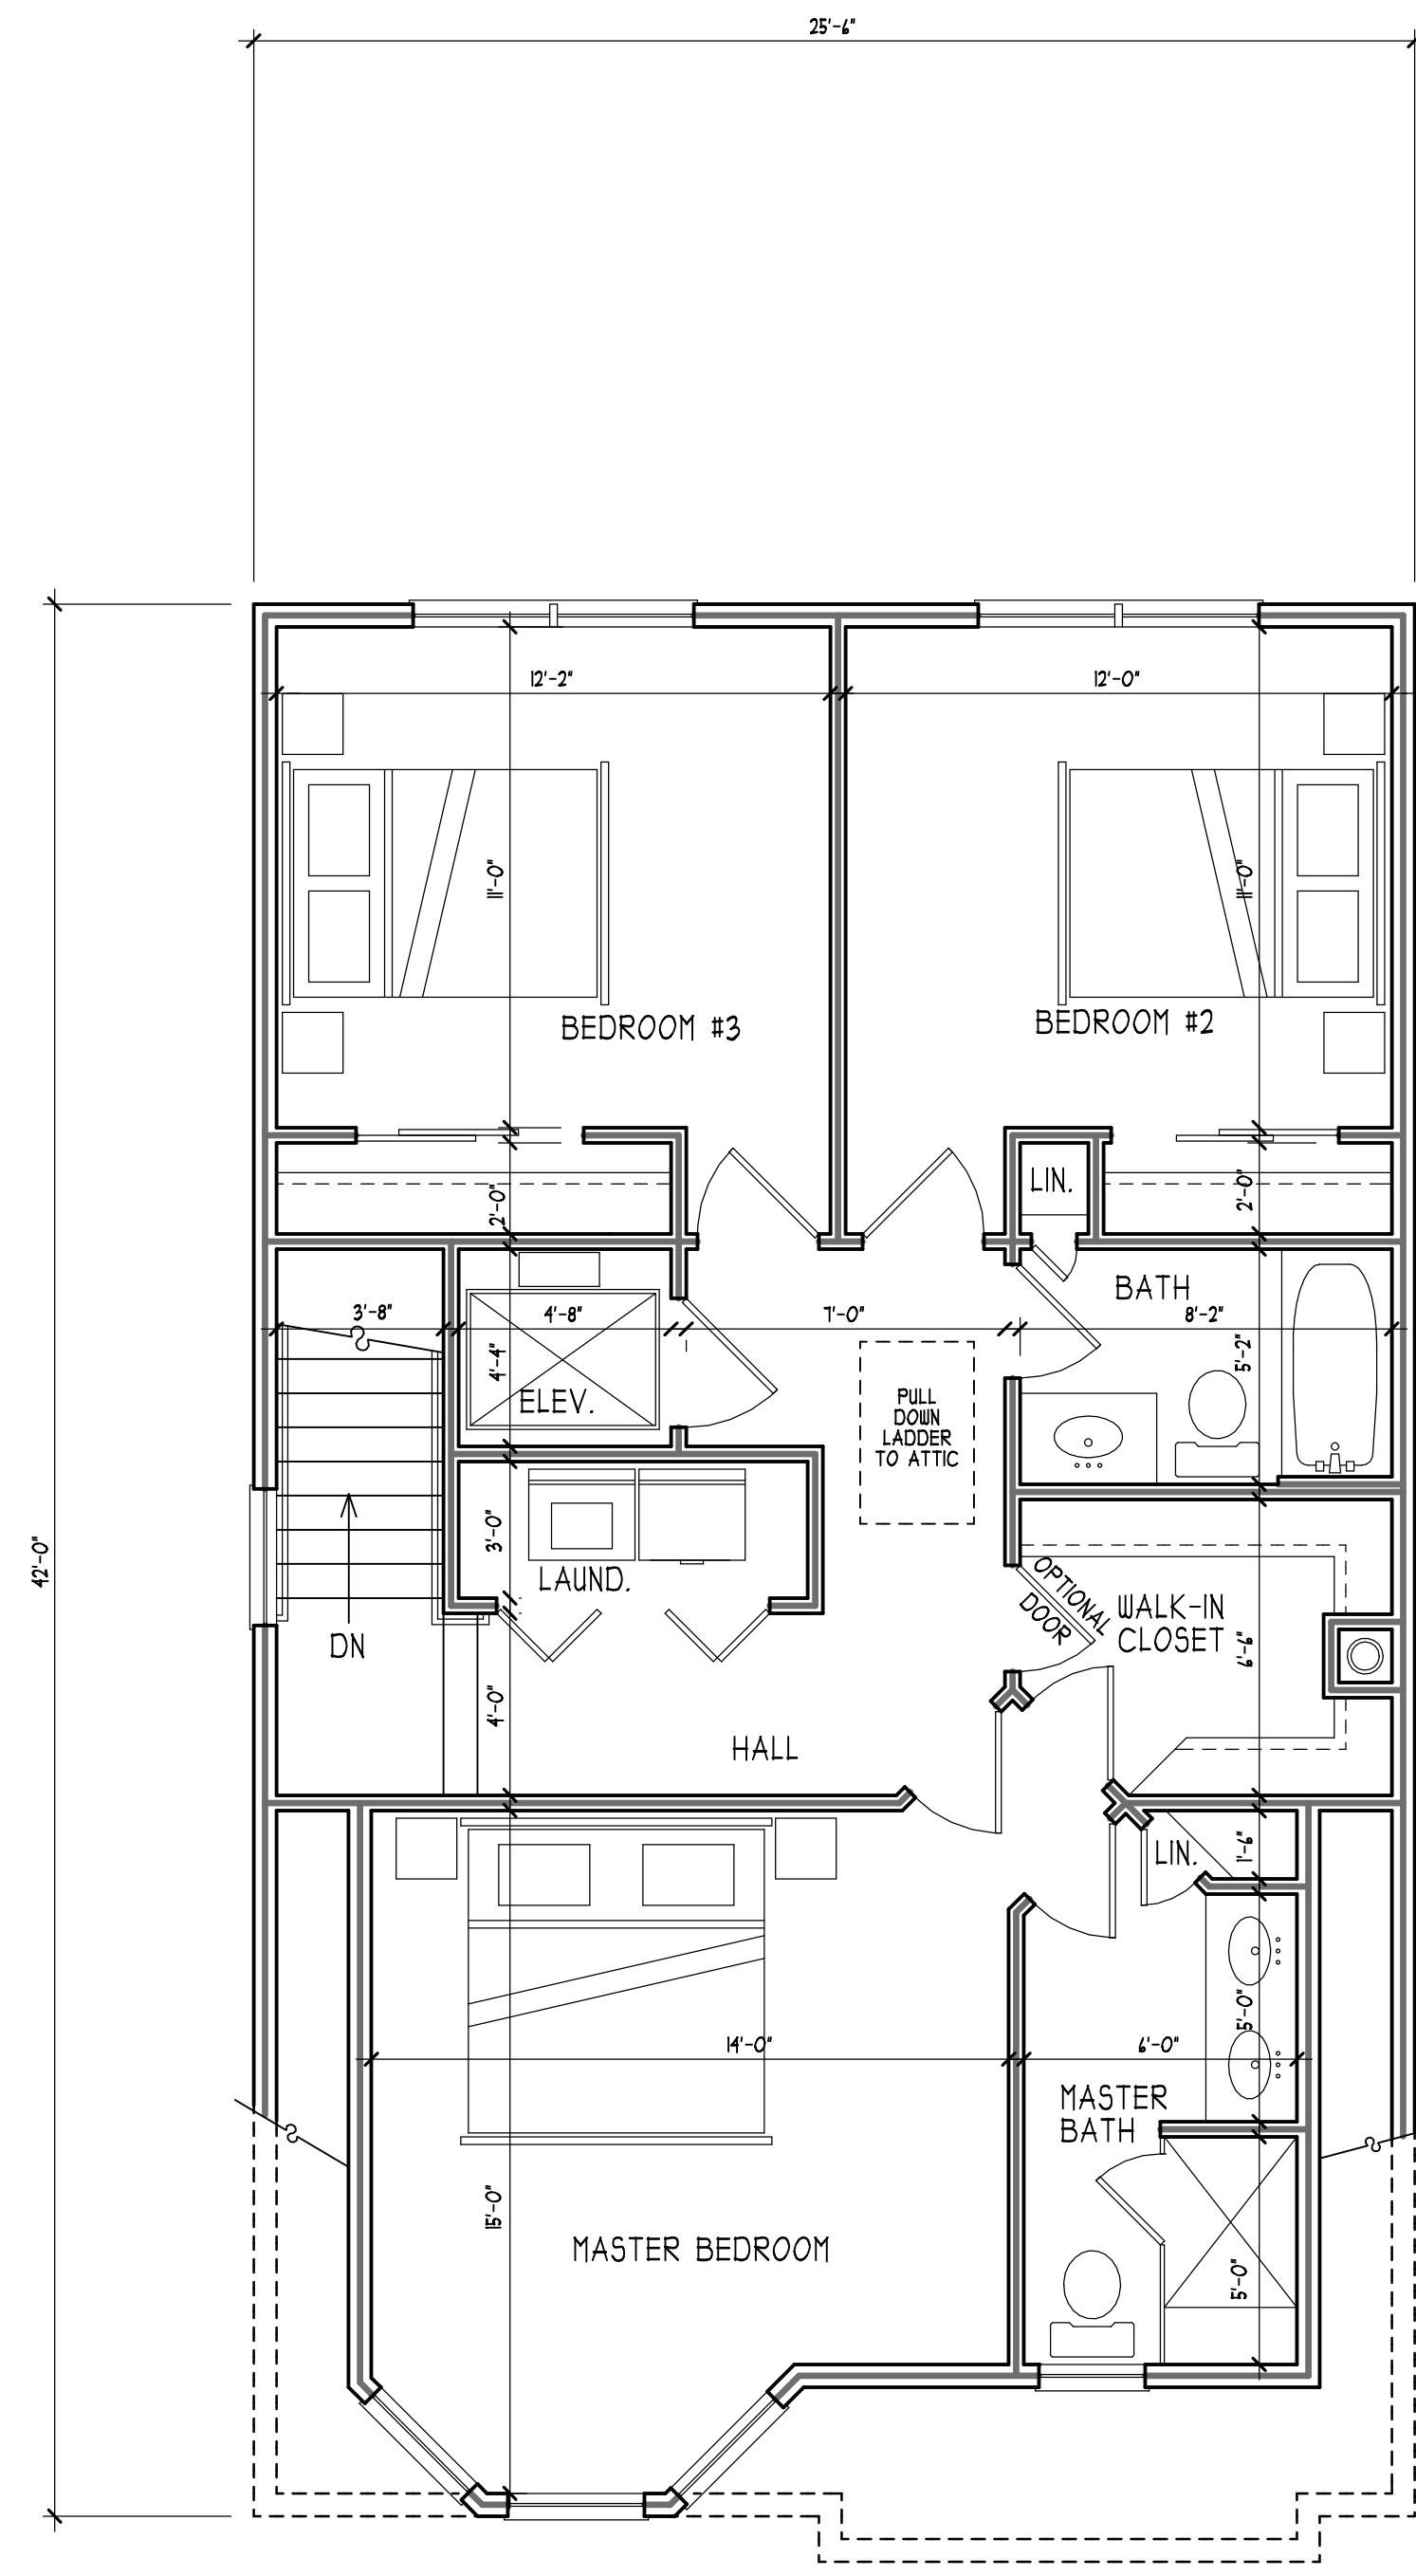 25'-6"
12'-2"
12'-0"
11'-0"
11'-0"
BEDROOM #3
BEDROOM #2
LIN.
2'-0"
2'-0"
BATH
3'-8"
4'-8"
7'-0"
8'-2"
4'-4"
5'-2"
ELEV.
PULL
DOWN
LADDER
TO ATTIC
3'-0"
42'-0"
LAUND.
OPTIONAL
DOOR
WALK-IN
CLOSET
DN
6'-6"
4'-0"
HALL
LIN.
1'-6"
5'-0"
14'-0"
6'-0"
MASTER
BATH
15'-0"
MASTER BEDROOM
5'-0"